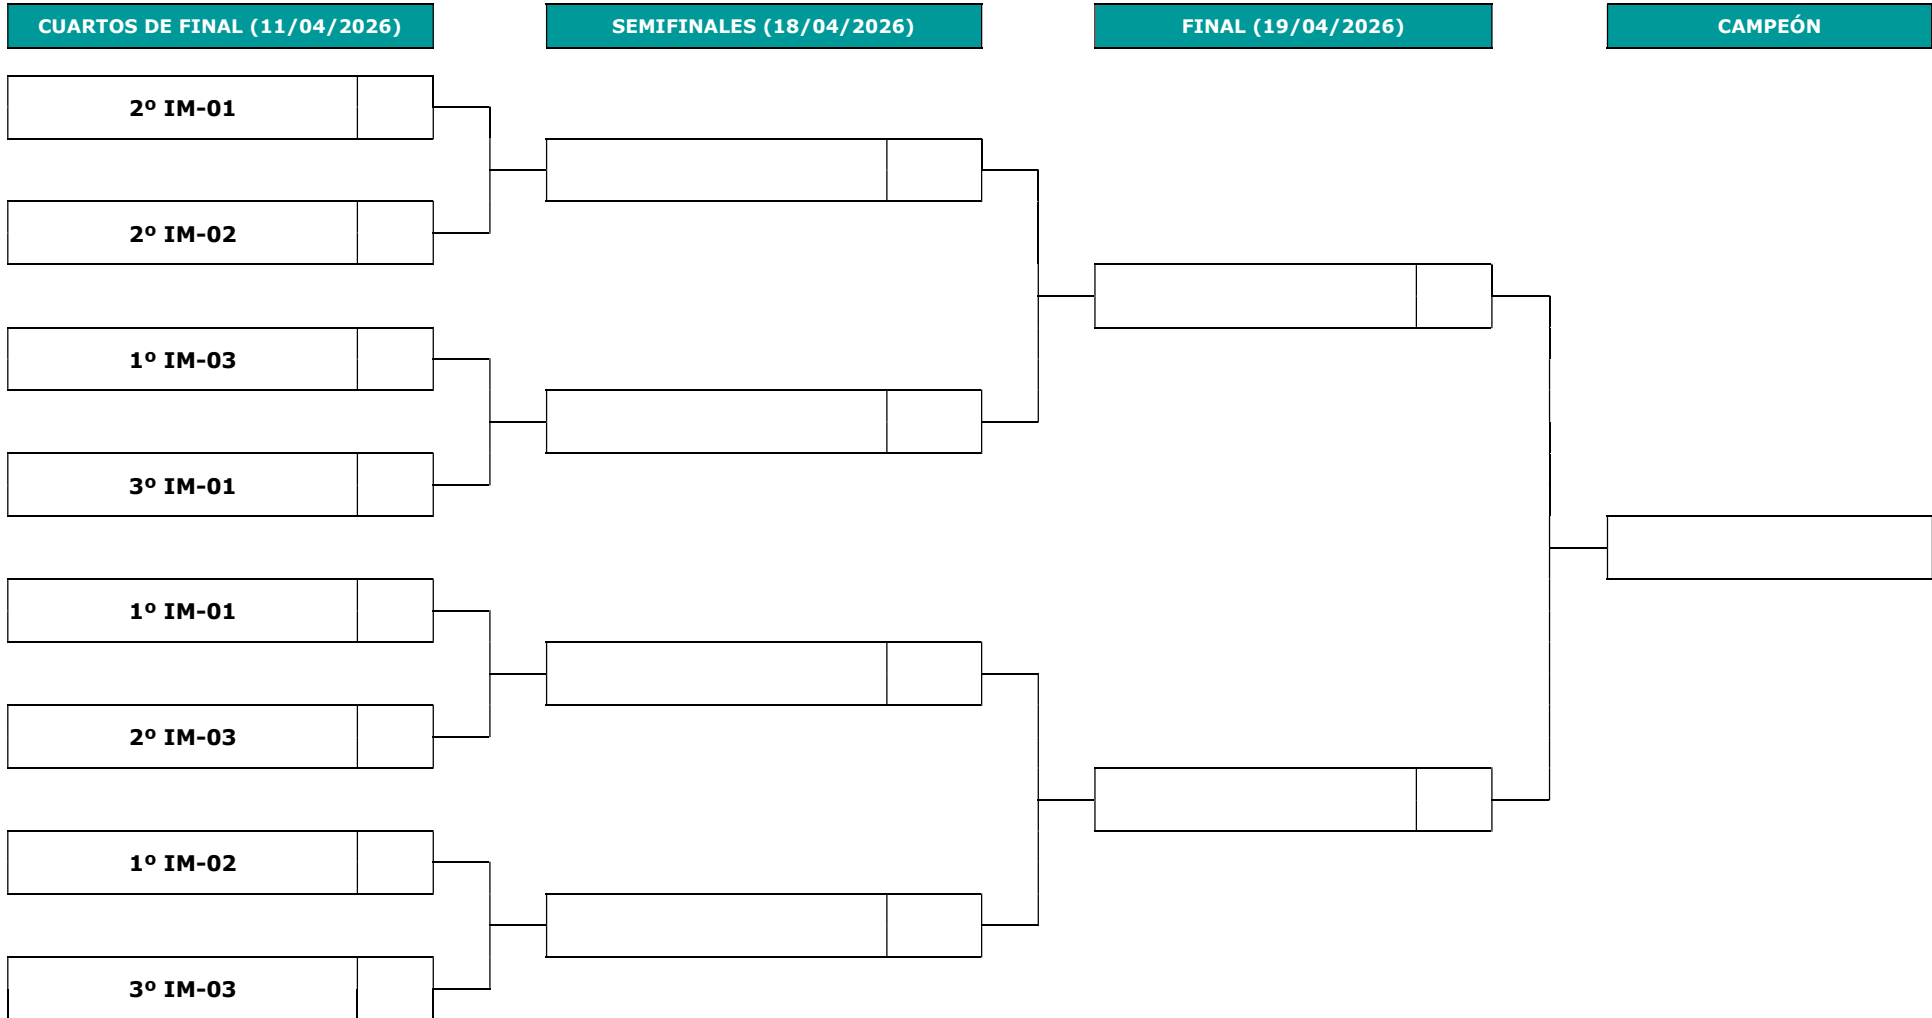 CUARTOS DE FINAL (11/04/2026)
SEMIFINALES (18/04/2026)
FINAL (19/04/2026)
CAMPEÓN
2º IM-01
2º IM-02
1º IM-03
3º IM-01
1º IM-01
2º IM-03
1º IM-02
3º IM-03